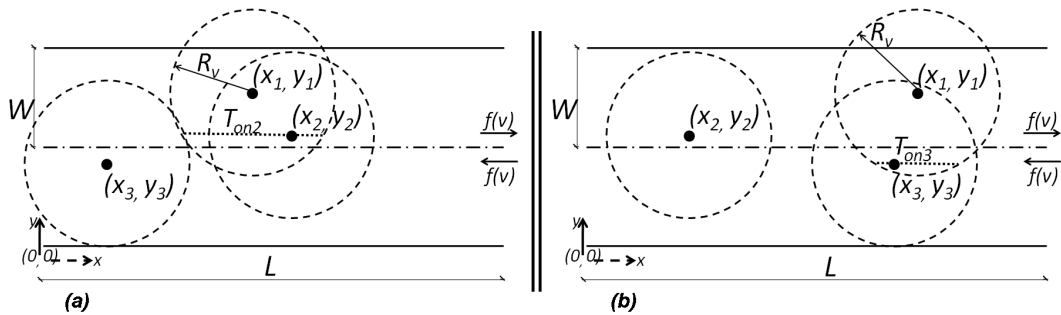 R_v
(x_1, y_1)
W
T_on2
(x_2, y_2)
f(v)
f(v)
(x_3, y_3)
y
(0,0)
x
L
(a)
R_v
(x_1, y_1)
W
(x_2, y_2)
f(v)
T_on3
f(v)
(x_3, y_3)
y
(0,0)
x
L
(b)